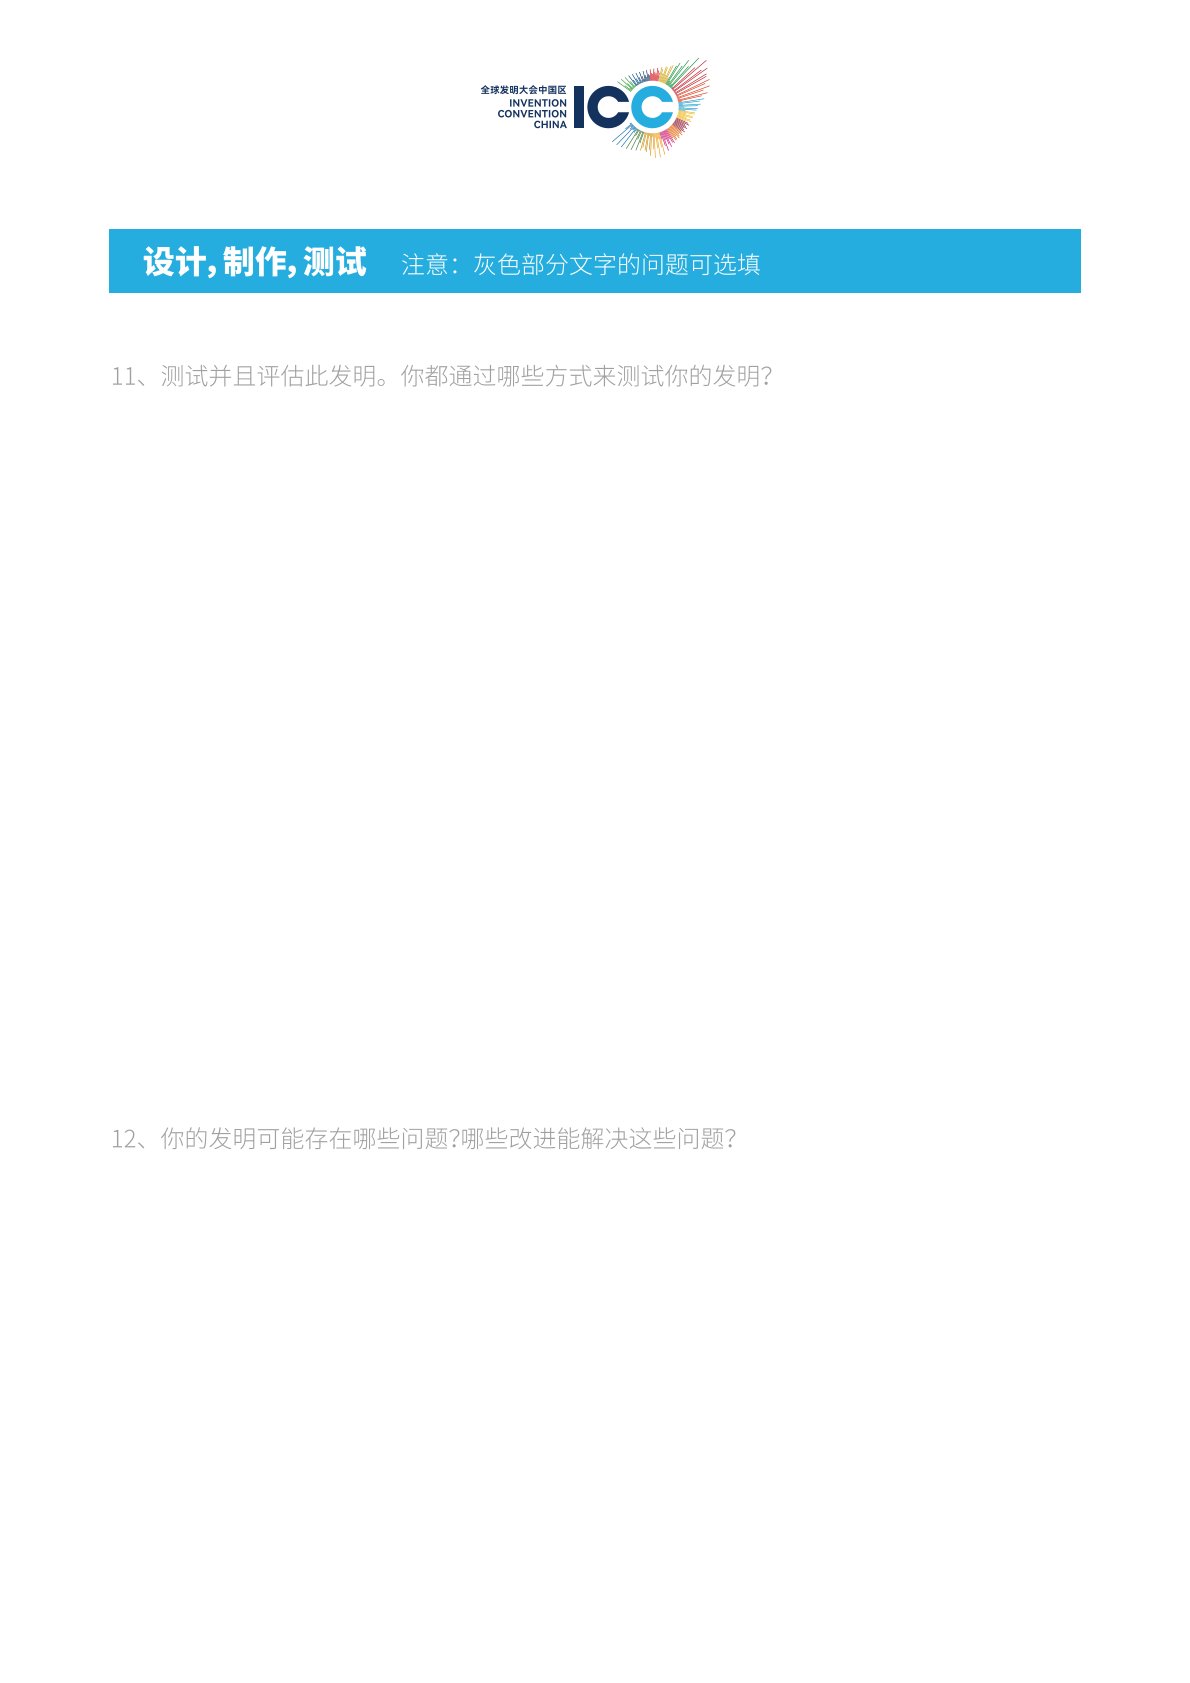 全球发明大会中国区
INVENTION
CONVENTION
CHINA
ICC
设计, 制作, 测试 注意：灰色部分文字的问题可选填
11、测试并且评估此发明。你都通过哪些方式来测试你的发明？
12、你的发明可能存在哪些问题？哪些改进能解决这些问题？